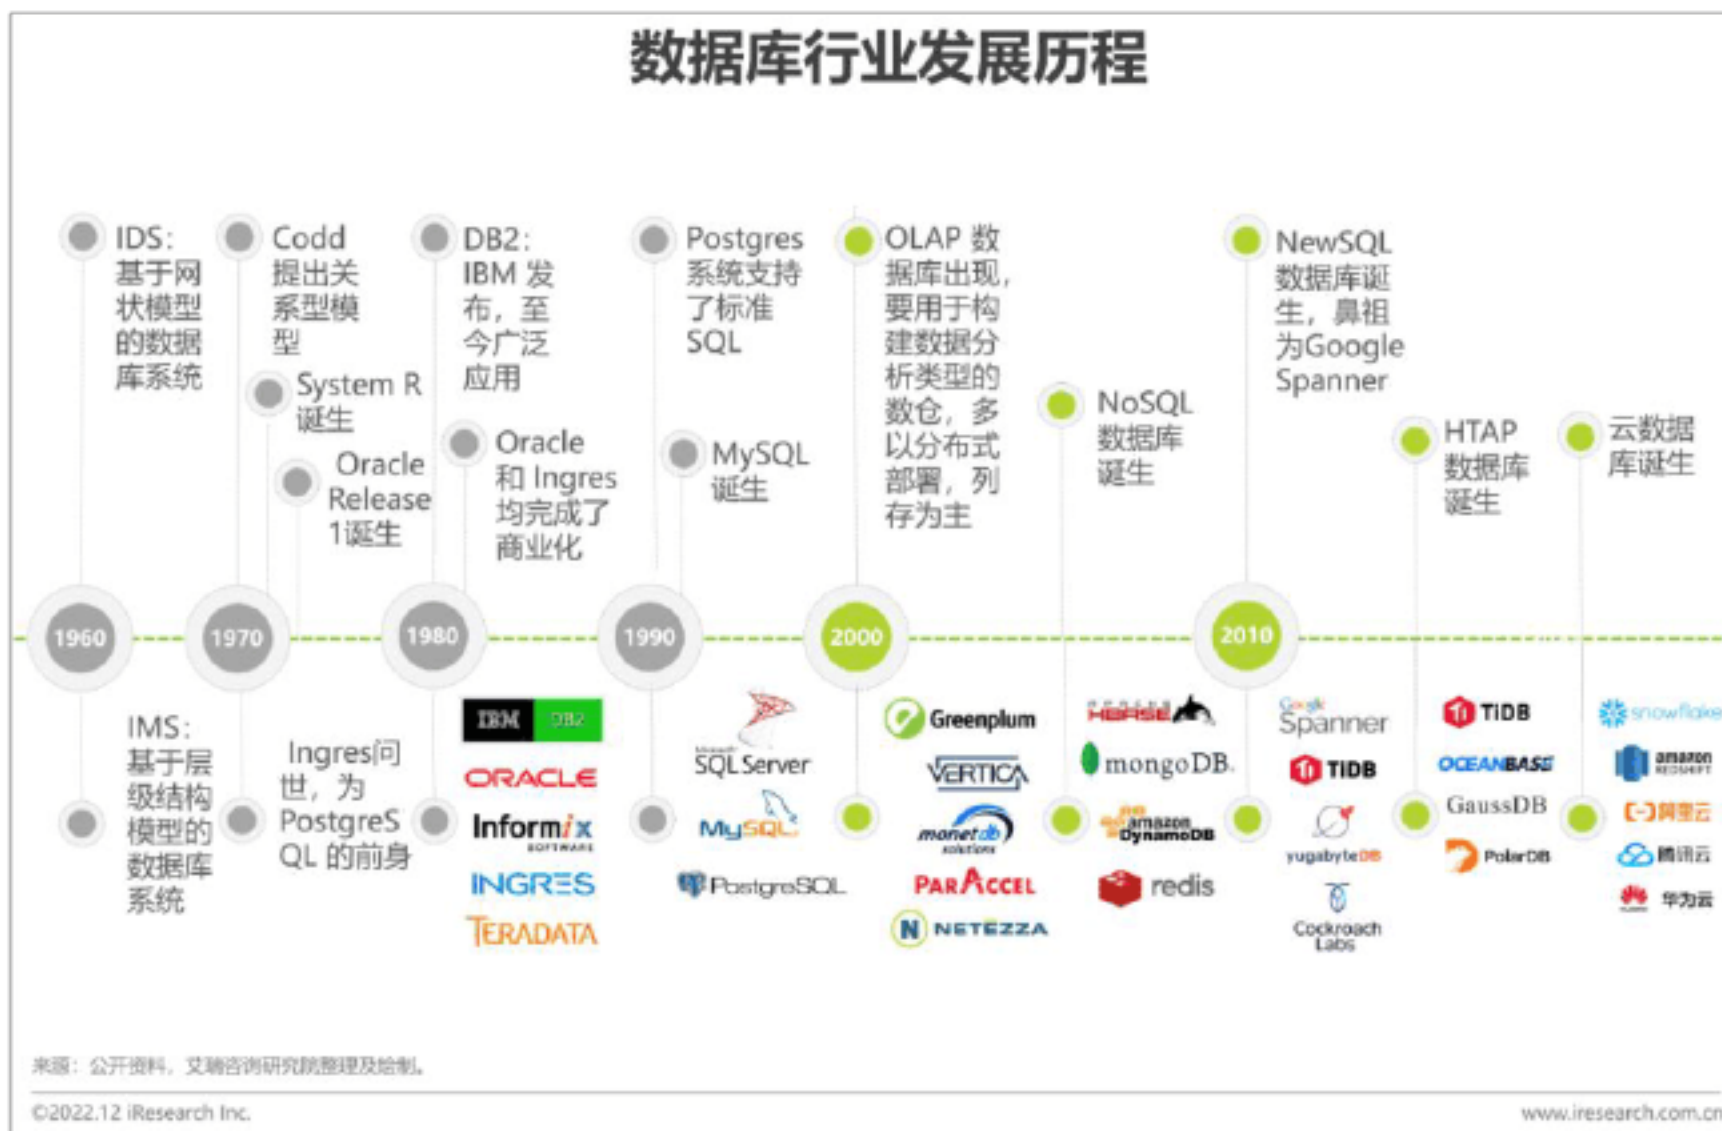 数据库行业发展历程
IDS：
基于网
状模型
的数据
库系统
Codd
提出关
系型模
型
System R
诞生
Oracle
Release
1诞生
DB2：
IBM 发
布，至
今广泛
应用
Oracle
和 Ingres
均完成了
商业化
Postgres
系统支持
了标准
SQL
MySQL
诞生
OLAP 数
据库出现，
要用于构
建数据分
析类型的
数仓，多
以分布式
部署，列
存为主
NoSQL
数据库
诞生
NewSQL
数据库诞
生，鼻祖
为Google
Spanner
HTAP
数据库
诞生
云数据
库诞生
1960
1970
1980
1990
2000
2010
IMS：
基于层
级结构
模型的
数据库
系统
Ingres问
世，为
PostgreS
QL 的前身
IBM DB2
ORACLE
Informix
SOFTWARE
INGRES
TERADATA
Microsoft
SQL Server
MySQL
PostgreSQL
Greenplum
VERTICA
monetdb
solutions
PARACCEL
NETEZZA
HBASE
mongoDB.
amazon
DynamoDB
redis
Google
Spanner
TiDB
yugabyteDB
Cockroach
Labs
TiDB
OCEANBASE
GaussDB
PolarDB
snowflake
amazon
REDSHIFT
阿里云
腾讯云
华为云
来源：公开资料，艾瑞咨询研究院整理及绘制。
©2022.12 iResearch Inc.
www.iresearch.com.cn